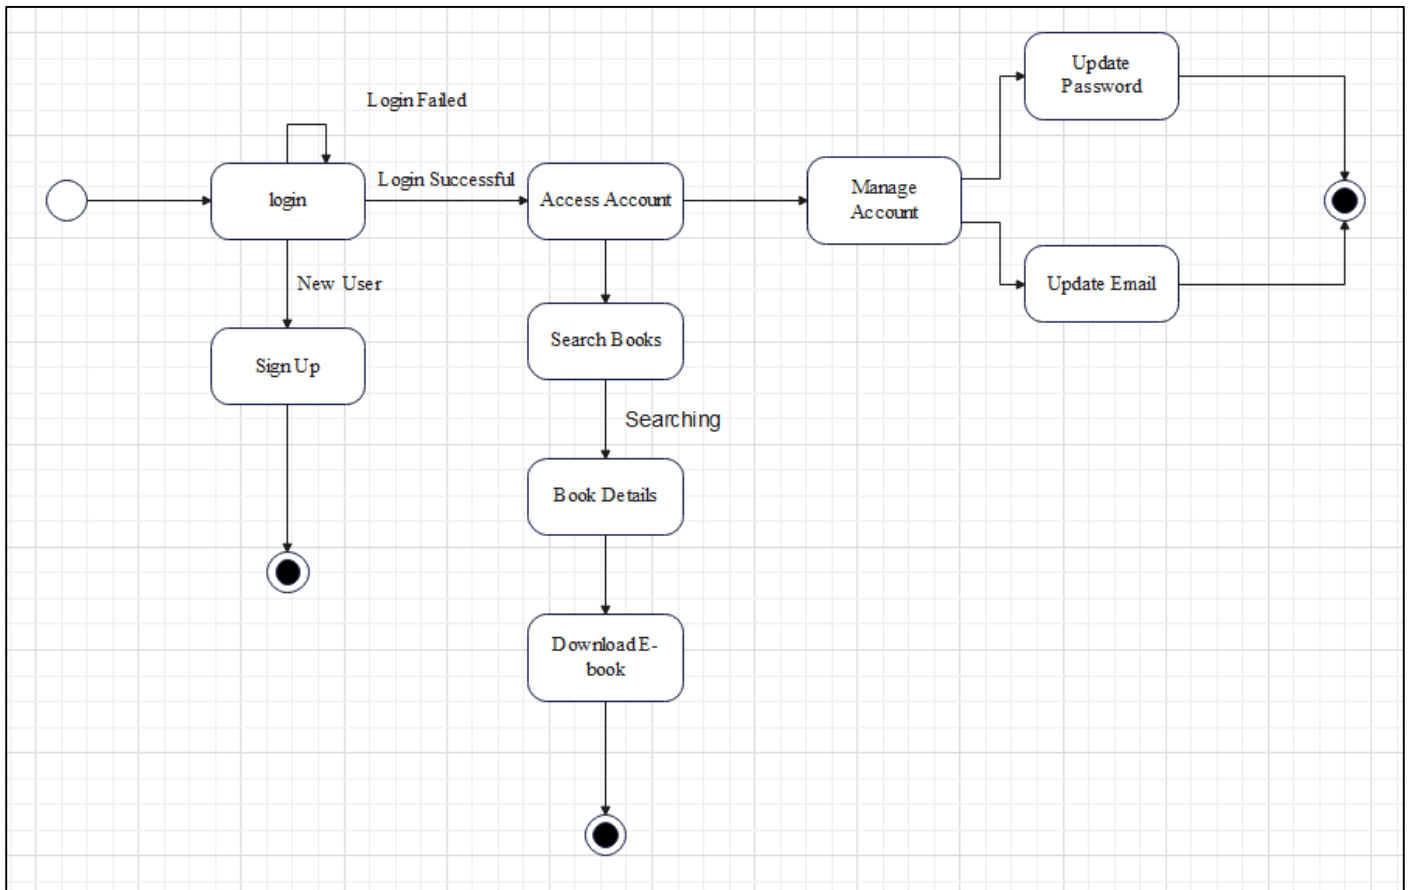 Update
Password
Login Failed
login
Login Successful
Access Account
Manage
Account
New User
Update Email
Sign Up
Search Books
Searching
Book Details
Download E-
book